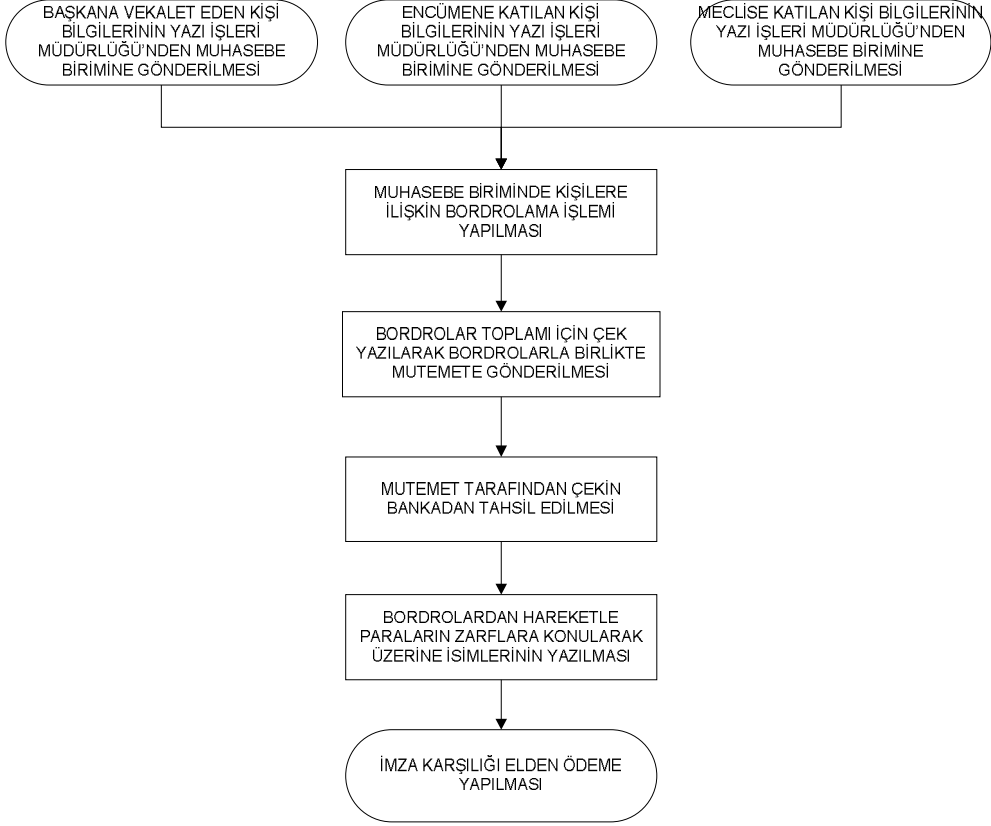 BAŞKANA VEKALET EDEN KİŞİ
BİLGİLERİNİN YAZI İŞLERİ
MÜDÜRLÜĞÜ'NDEN MUHASEBE
BİRİMİNE GÖNDERİLMESİ
ENCÜMENE KATILAN KİŞİ
BİLGİLERİNİN YAZI İŞLERİ
MÜDÜRLÜĞÜ'NDEN MUHASEBE
BİRİMİNE GÖNDERİLMESİ
MECLİSE KATILAN KİŞİ BİLGİLERİNİN
YAZI İŞLERİ MÜDÜRLÜĞÜ'NDEN
MUHASEBE BİRİMİNE
GÖNDERİLMESİ
MUHASEBE BİRİMİNDE KİŞİLERE
İLİŞKİN BORDROLAMA İŞLEMİ
YAPILMASI
BORDROLAR TOPLAMI İÇİN ÇEK
YAZILARAK BORDROLARLA BİRLİKTE
MUTEMETE GÖNDERİLMESİ
MUTEMET TARAFINDAN ÇEKİN
BANKADAN TAHSİL EDİLMESİ
BORDROLARDAN HAREKETLE
PARALARIN ZARFLARA KONULARAK
ÜZERİNE İSİMLERİNİN YAZILMASI
İMZA KARŞILIĞI ELDEN ÖDEME
YAPILMASI